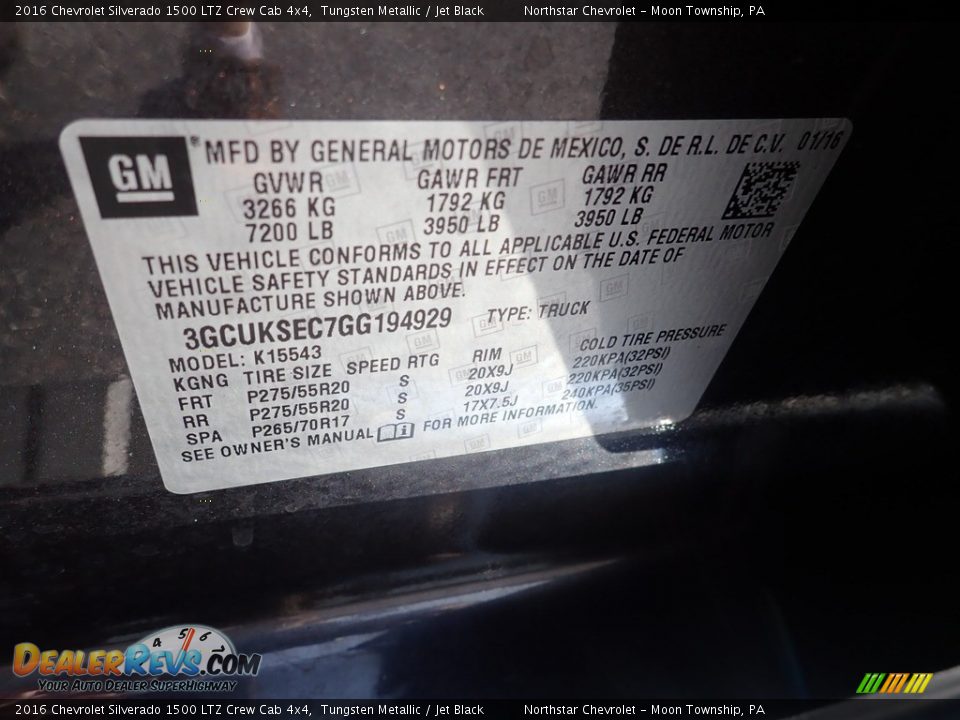 2016 Chevrolet Silverado 1500 LTZ Crew Cab 4x4, Tungsten Metallic / Jet Black Northstar Chevrolet - Moon Township, PA
GM ® MFD BY GENERAL MOTORS DE MEXICO, S. DE R.L. DE C.V. 01/16
GVWR GAWR FRT GAWR RR
3266 KG 1792 KG 1792 KG
7200 LB 3950 LB 3950 LB
THIS VEHICLE CONFORMS TO ALL APPLICABLE U.S. FEDERAL MOTOR
VEHICLE SAFETY STANDARDS IN EFFECT ON THE DATE OF
MANUFACTURE SHOWN ABOVE.
3GCUKSEC7GG194929 TYPE: TRUCK
MODEL: K15543
KGNG TIRE SIZE SPEED RTG RIM COLD TIRE PRESSURE
FRT P275/55R20 S 20X9J 220KPA(32PSI)
RR P275/55R20 S 20X9J 220KPA(32PSI)
SPA P265/70R17 S 17X7.5J 240KPA(35PSI)
SEE OWNER'S MANUAL FOR MORE INFORMATION.
4 5 6
DEALERREVS.COM
YOUR AUTO DEALER SUPERHIGHWAY
2016 Chevrolet Silverado 1500 LTZ Crew Cab 4x4, Tungsten Metallic / Jet Black Northstar Chevrolet - Moon Township, PA